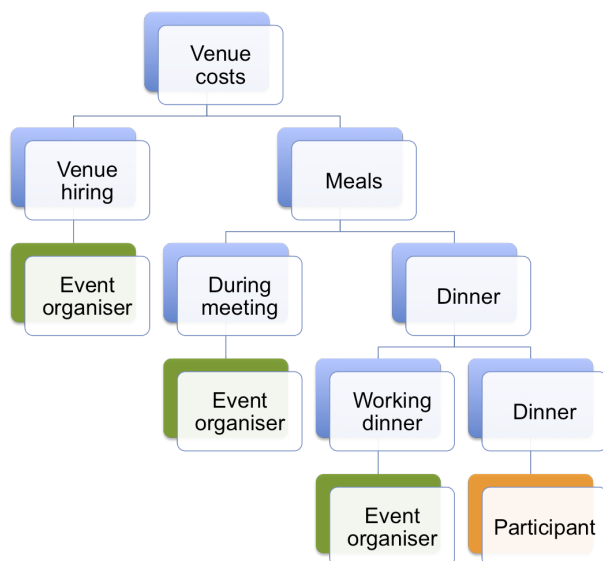 Venue
costs
Venue
hiring
Meals
Event
organiser
During
meeting
Dinner
Event
organiser
Working
dinner
Dinner
Event
organiser
Participant